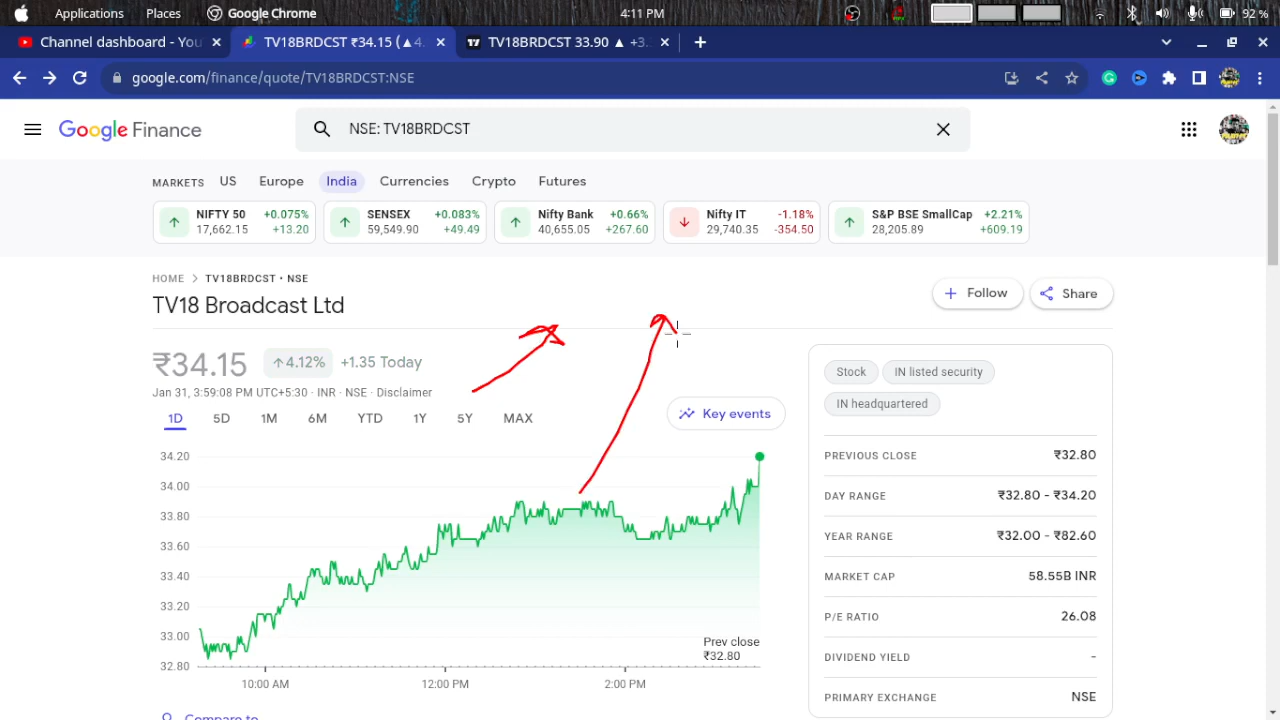 Applications Places Google Chrome 4:11 PM 92 %
Channel dashboard - You TV18BRDCST ₹34.15 (▲4. TV18BRDCST 33.90 ▲ +3.
google.com/finance/quote/TV18BRDCST:NSE
Google Finance NSE: TV18BRDCST
MARKETS US Europe India Currencies Crypto Futures
NIFTY 50 +0.075% SENSEX +0.083% Nifty Bank +0.66% Nifty IT -1.18% S&P BSE SmallCap +2.21%
17,662.15 +13.20 59,549.90 +49.49 40,655.05 +267.60 29,740.35 -354.50 28,205.89 +609.19
HOME > TV18BRDCST • NSE
TV18 Broadcast Ltd
+ Follow Share
₹34.15 ↑4.12% +1.35 Today
Jan 31, 3:59:08 PM UTC+5:30 · INR · NSE · Disclaimer
1D 5D 1M 6M YTD 1Y 5Y MAX
Key events
34.20
34.00
33.80
33.60
33.40
33.20
33.00
32.80
Prev close
₹32.80
10:00 AM 12:00 PM 2:00 PM
Compare to
Stock IN listed security
IN headquartered
PREVIOUS CLOSE ₹32.80
DAY RANGE ₹32.80 - ₹34.20
YEAR RANGE ₹32.00 - ₹82.60
MARKET CAP 58.55B INR
P/E RATIO 26.08
DIVIDEND YIELD -
PRIMARY EXCHANGE NSE